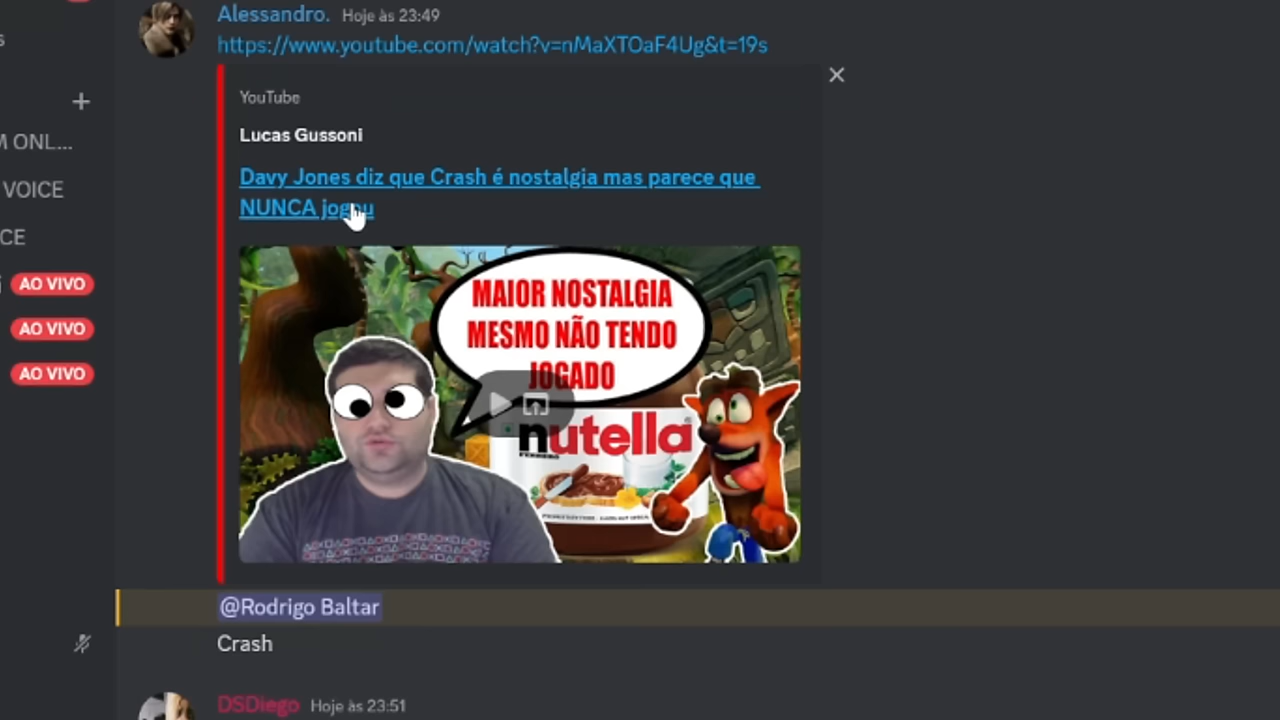 Alessandro. Hoje às 23:49
https://www.youtube.com/watch?v=nMaXTOaF4Ug&t=19s
YouTube
Lucas Gussoni
Davy Jones diz que Crash é nostalgia mas parece que
NUNCA jogou
MAIOR NOSTALGIA
MESMO NÃO TENDO
JOGADO
nutella
FERRERO
M ONL...
VOICE
CE
AO VIVO
AO VIVO
AO VIVO
@Rodrigo Baltar
Crash
DSDiego Hoje às 23:51